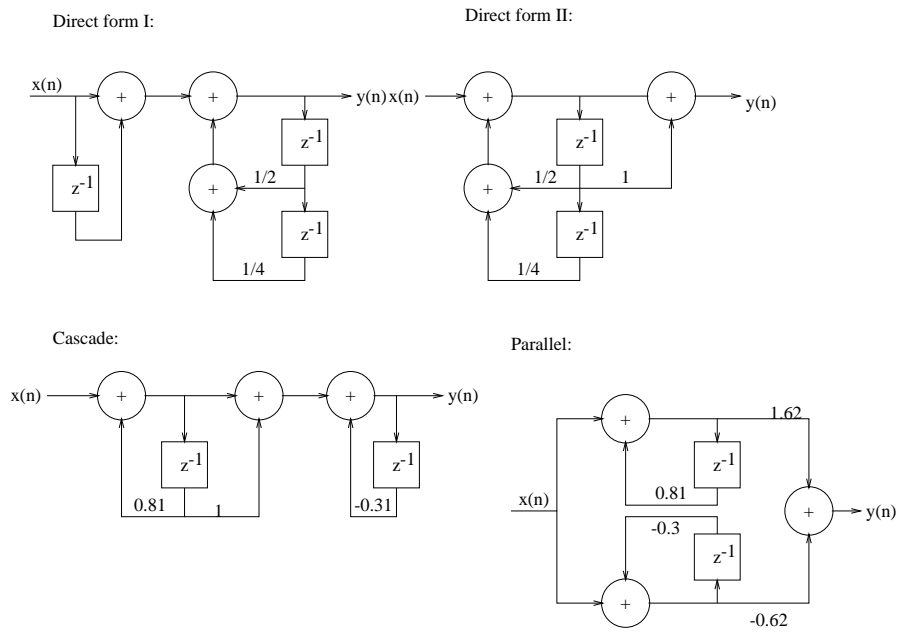 Direct form I:
x(n)
+
+
y(n)
z-1
z-1
+
1/2
z-1
1/4
Direct form II:
x(n)
+
+
y(n)
z-1
+
1/2
1
z-1
1/4
Cascade:
x(n)
+
+
+
y(n)
z-1
z-1
0.81
1
-0.31
Parallel:
+
1.62
z-1
0.81
x(n)
+
y(n)
-0.3
z-1
+
-0.62